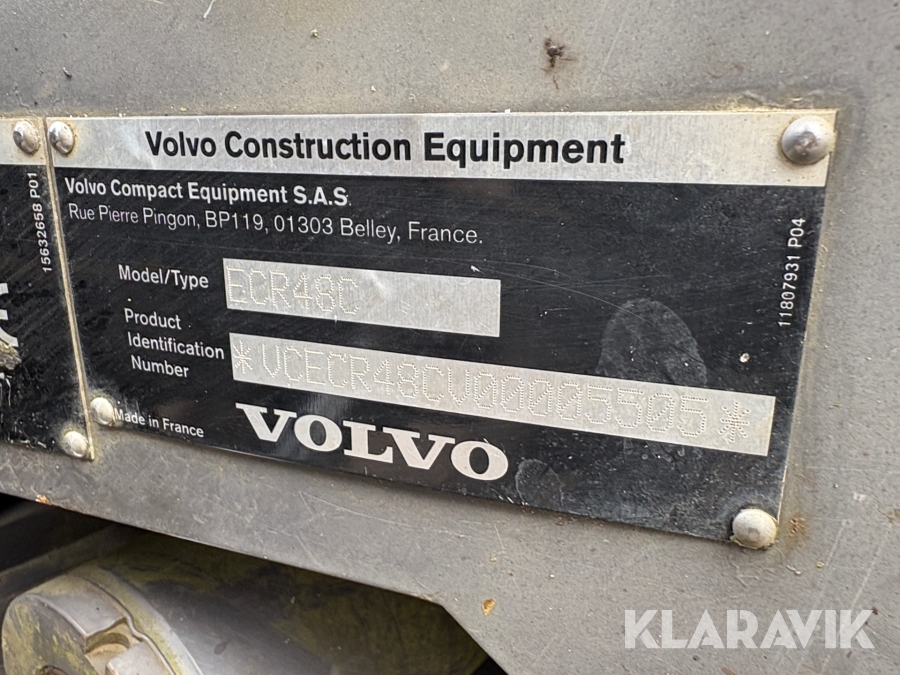 Volvo Construction Equipment
Volvo Compact Equipment S.A.S
Rue Pierre Pingon, BP119, 01303 Belley, France.
Model/Type ECR48C
Product
Identification
Number
*VCECR48CV00005505*
Made in France
VOLVO
15632658 P01
11807931 P04
KLARAVIK